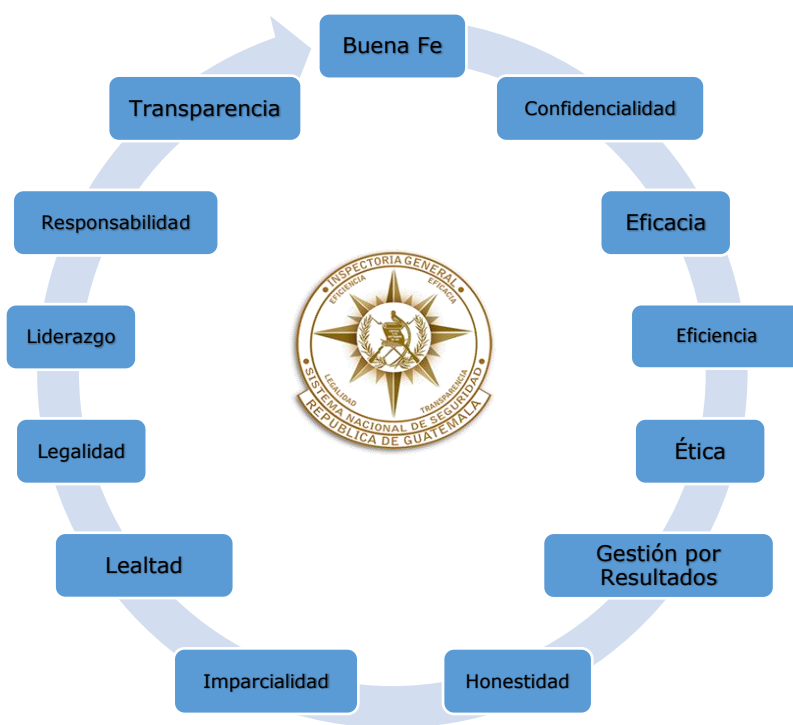 Buena Fe
Confidencialidad
Eficacia
Eficiencia
Ética
Gestión por
Resultados
Honestidad
Imparcialidad
Lealtad
Legalidad
Liderazgo
Responsabilidad
Transparencia
INSPECTORIA GENERAL
EFICIENCIA
EFICACIA
LEGALIDAD
TRANSPARENCIA
SISTEMA NACIONAL DE SEGURIDAD
REPUBLICA DE GUATEMALA